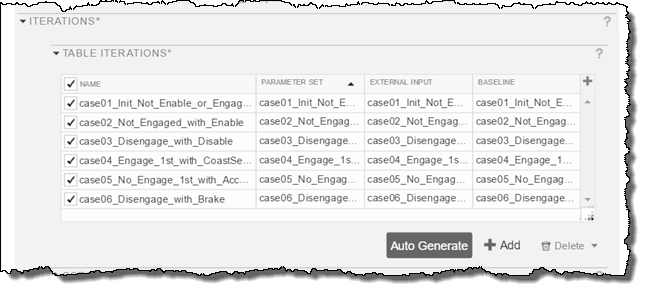 ITERATIONS* ?
TABLE ITERATIONS* ?
NAME PARAMETER SET EXTERNAL INPUT BASELINE
case01_Init_Not_Enable_or_Engag... case01_Init_Not_E... case01_Init_Not_E... case01_Init_Not_E...
case02_Not_Engaged_with_Enable case02_Not_Engag... case02_Not_Engag... case02_Not_Engag...
case03_Disengage_with_Disable case03_Disengage... case03_Disengage... case03_Disengage...
case04_Engage_1st_with_CoastSe... case04_Engage_1s... case04_Engage_1s... case04_Engage_1...
case05_No_Engage_1st_with_Acc... case05_No_Engag... case05_No_Engag... case05_No_Engag...
case06_Disengage_with_Brake case06_Disengage... case06_Disengage... case06_Disengage...
Auto Generate Add Delete